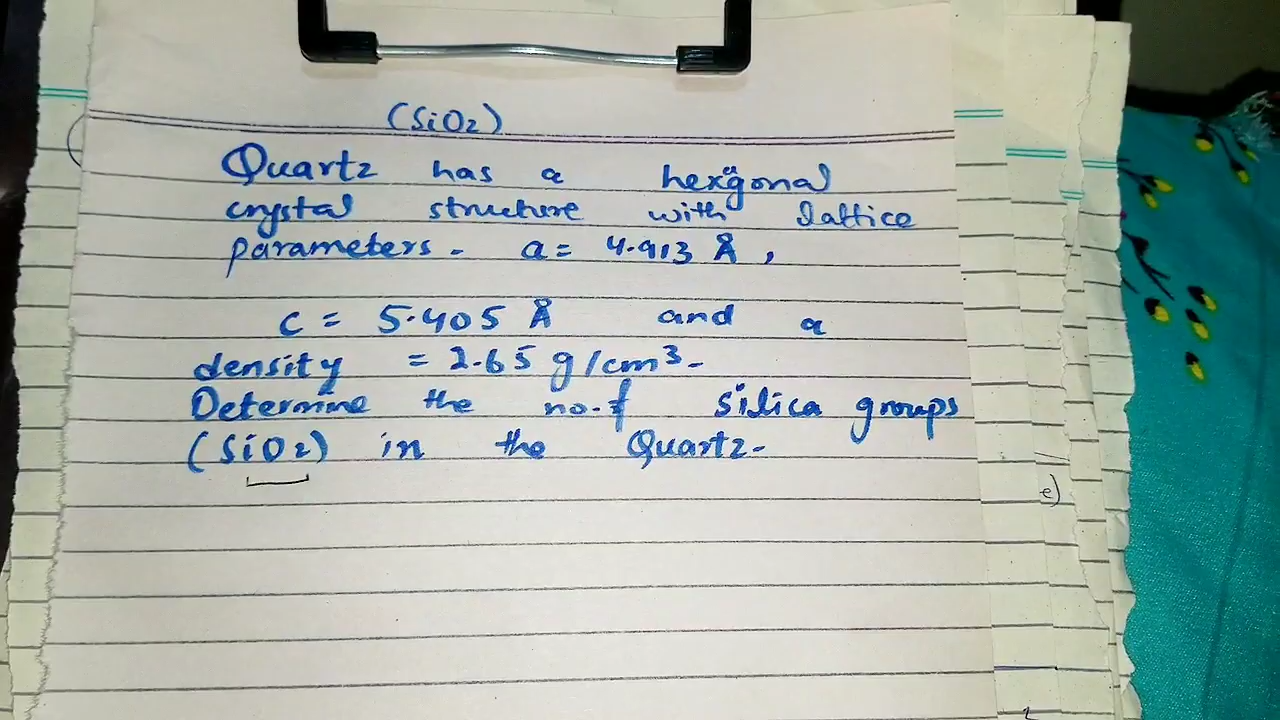 (SiO2)
Quartz has a hexagonal
crystal structure with lattice
parameters. a = 4.913 Å,
c = 5.405 Å and a
density = 2.65 g/cm³.
Determine the no. of silica groups
(SiO2) in the Quartz.
e)